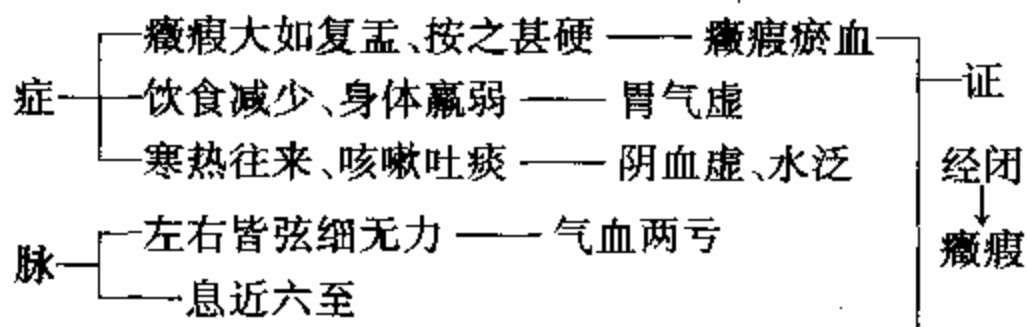 癥瘕大如复盂、按之甚硬 —— 癥瘕瘀血
证
症
饮食减少、身体羸弱 —— 胃气虚
寒热往来、咳嗽吐痰 —— 阴血虚、水泛
经闭
↓
癥瘕
左右皆弦细无力 —— 气血两亏
脉
息近六至